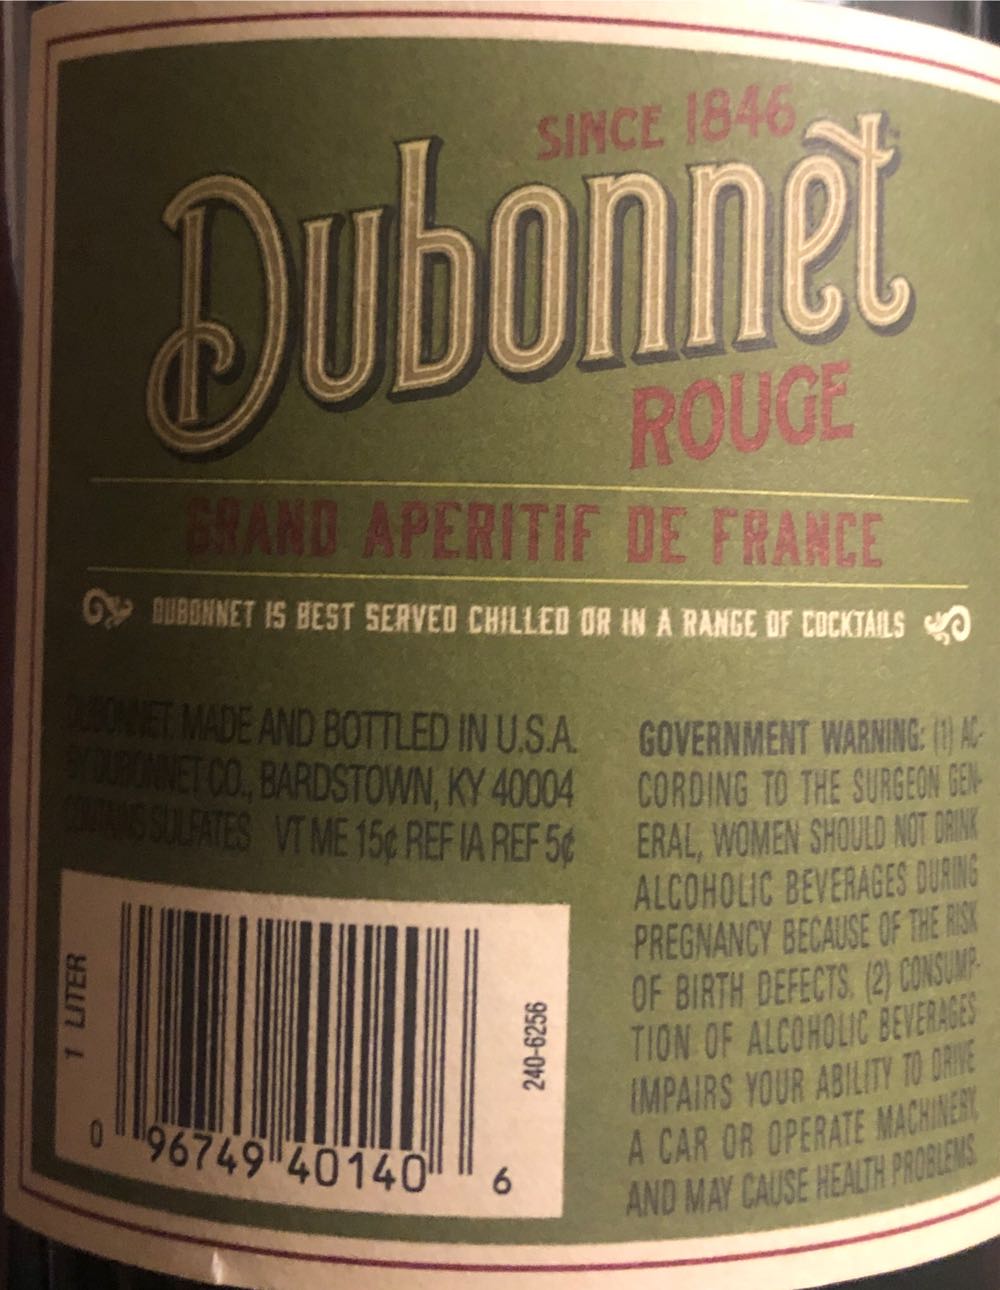 SINCE 1846
Dubonnet
ROUGE
GRAND APERITIF DE FRANCE
DUBONNET IS BEST SERVED CHILLED OR IN A RANGE OF COCKTAILS
DUBONNET MADE AND BOTTLED IN U.S.A.
BY DUBONNET CO., BARDSTOWN, KY 40004
CONTAINS SULFATES VT ME 15¢ REF IA REF 5¢
1 LITER
240-6256
0 96749 40140 6
GOVERNMENT WARNING: (1) AC-
CORDING TO THE SURGEON GEN-
ERAL, WOMEN SHOULD NOT DRINK
ALCOHOLIC BEVERAGES DURING
PREGNANCY BECAUSE OF THE RISK
OF BIRTH DEFECTS. (2) CONSUMP-
TION OF ALCOHOLIC BEVERAGES
IMPAIRS YOUR ABILITY TO DRIVE
A CAR OR OPERATE MACHINERY,
AND MAY CAUSE HEALTH PROBLEMS.